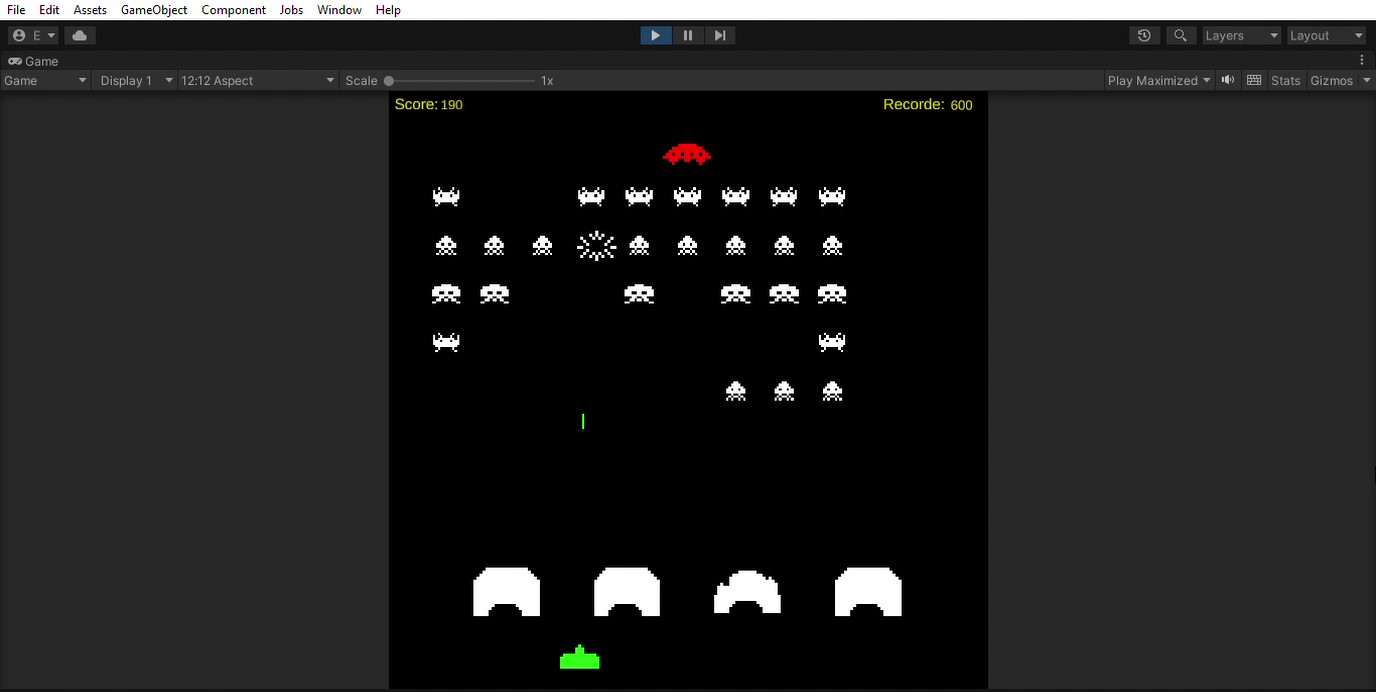 File Edit Assets GameObject Component Jobs Window Help
E Layers Layout
Game
Game Display 1 12:12 Aspect Scale 1x Play Maximized Stats Gizmos
Score: 190 Recorde: 600